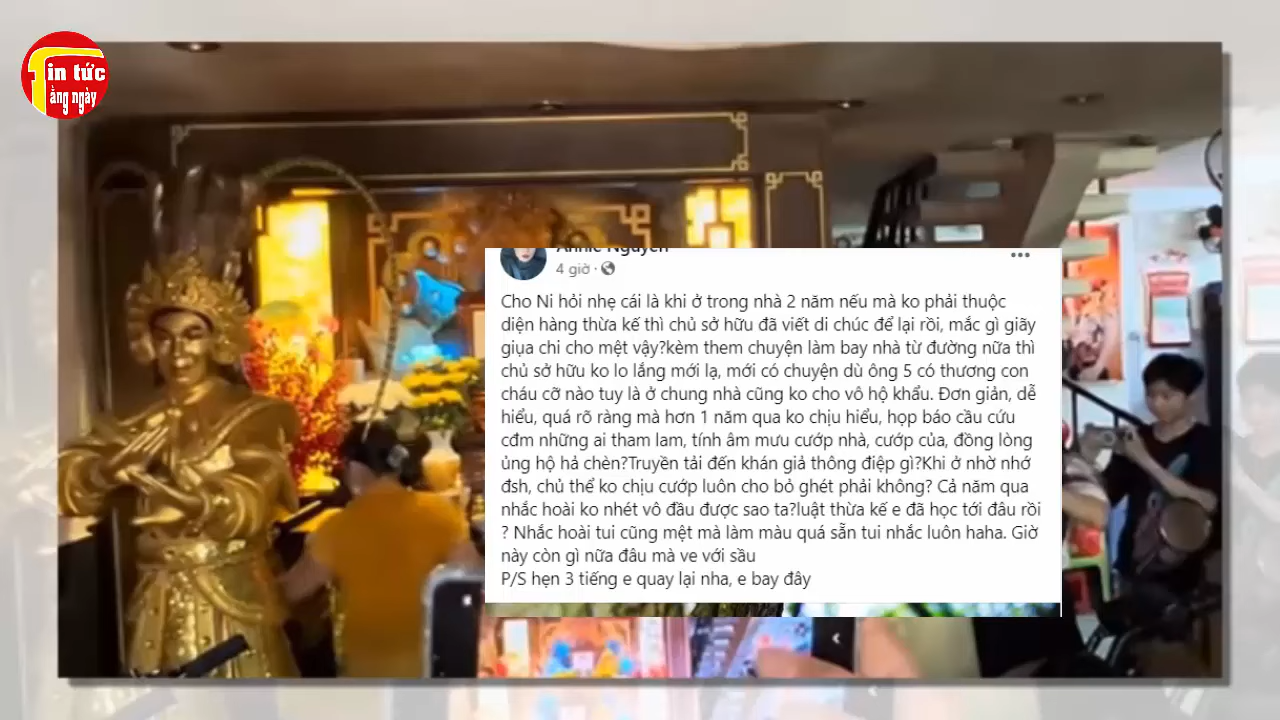 in tức
ằng ngày
Annie Nguyen
4 giờ ·
Cho Ni hỏi nhẹ cái là khi ở trong nhà 2 năm nếu mà ko phải thuộc
diện hàng thừa kế thì chủ sở hữu đã viết di chúc để lại rồi, mắc gì giãy
giụa chi cho mệt vậy?kèm them chuyện làm bay nhà từ đường nữa thì
chủ sở hữu ko lo lắng mới lạ, mới có chuyện dù ông 5 có thương con
cháu cỡ nào tuy là ở chung nhà cũng ko cho vô hộ khẩu. Đơn giản, dễ
hiểu, quá rõ ràng mà hơn 1 năm qua ko chịu hiểu, họp báo cầu cứu
cđm những ai tham lam, tính âm mưu cướp nhà, cướp của, đồng lòng
ủng hộ hả chèn?Truyền tải đến khán giả thông điệp gì?Khi ở nhờ nhớ
đsh, chủ thể ko chịu cướp luôn cho bỏ ghét phải không? Cả năm qua
nhắc hoài ko nhét vô đầu được sao ta?luật thừa kế e đã học tới đâu rồi
? Nhắc hoài tui cũng mệt mà làm màu quá sẵn tui nhắc luôn haha. Giờ
này còn gì nữa đâu mà ve với sầu
P/S hẹn 3 tiếng e quay lại nha, e bay đây